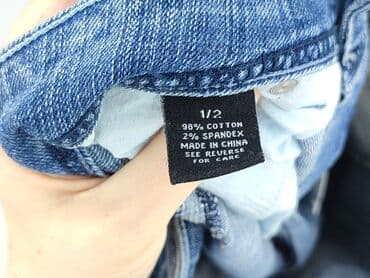 1/2
98% COTTON
2% SPANDEX
MADE IN CHINA
SEE REVERSE
FOR CARE